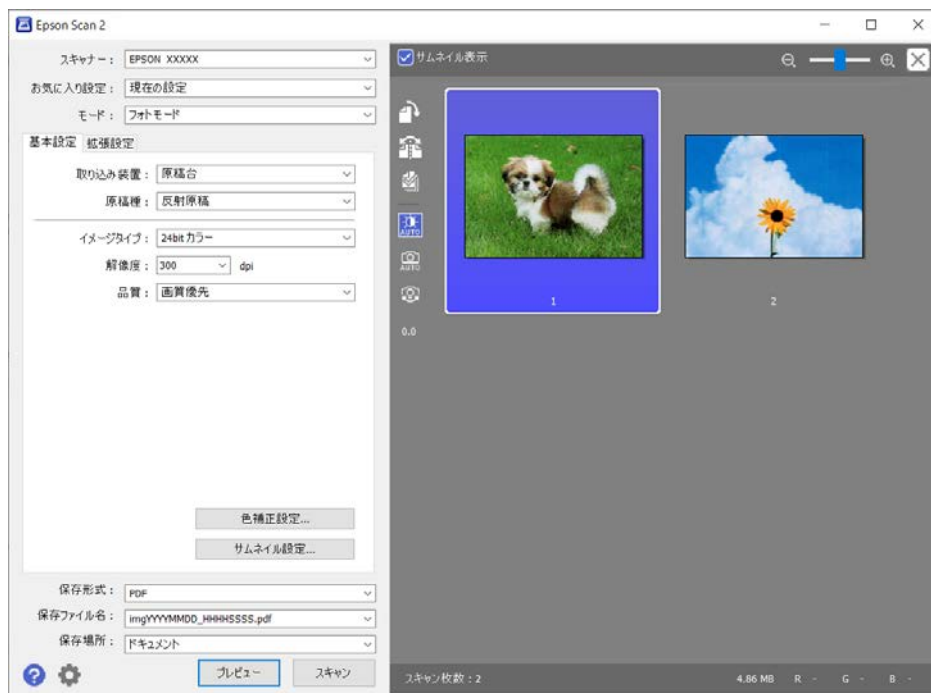 Epson Scan 2
スキャナー： EPSON XXXXX
お気に入り設定： 現在の設定
モード： フォトモード
基本設定 拡張設定
取り込み装置： 原稿台
原稿種： 反射原稿
イメージタイプ： 24bit カラー
解像度： 300 dpi
品質： 画質優先
色補正設定...
サムネイル設定...
保存形式： PDF
保存ファイル名： imgYYYYMMDD_HHHHSSSS.pdf
保存場所： ドキュメント
プレビュー スキャン
サムネイル表示
AUTO
AUTO
0.0
1 2
スキャン枚数：2 4.86 MB R - G - B -